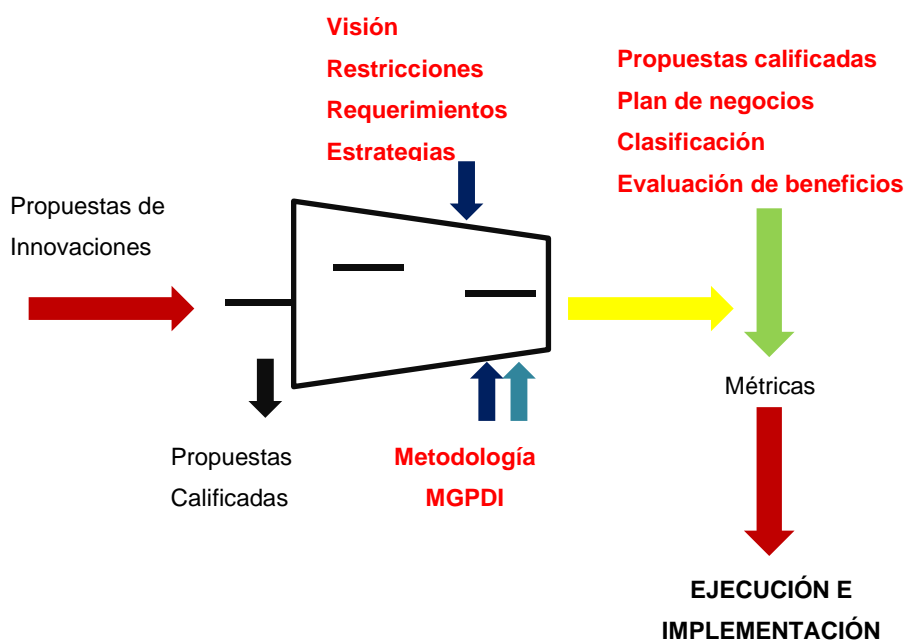 Visión
Restricciones
Requerimientos
Estrategias
Propuestas calificadas
Plan de negocios
Clasificación
Evaluación de beneficios
Propuestas de
Innovaciones
Métricas
Propuestas
Calificadas
Metodología
MGPDI
EJECUCIÓN E
IMPLEMENTACIÓN